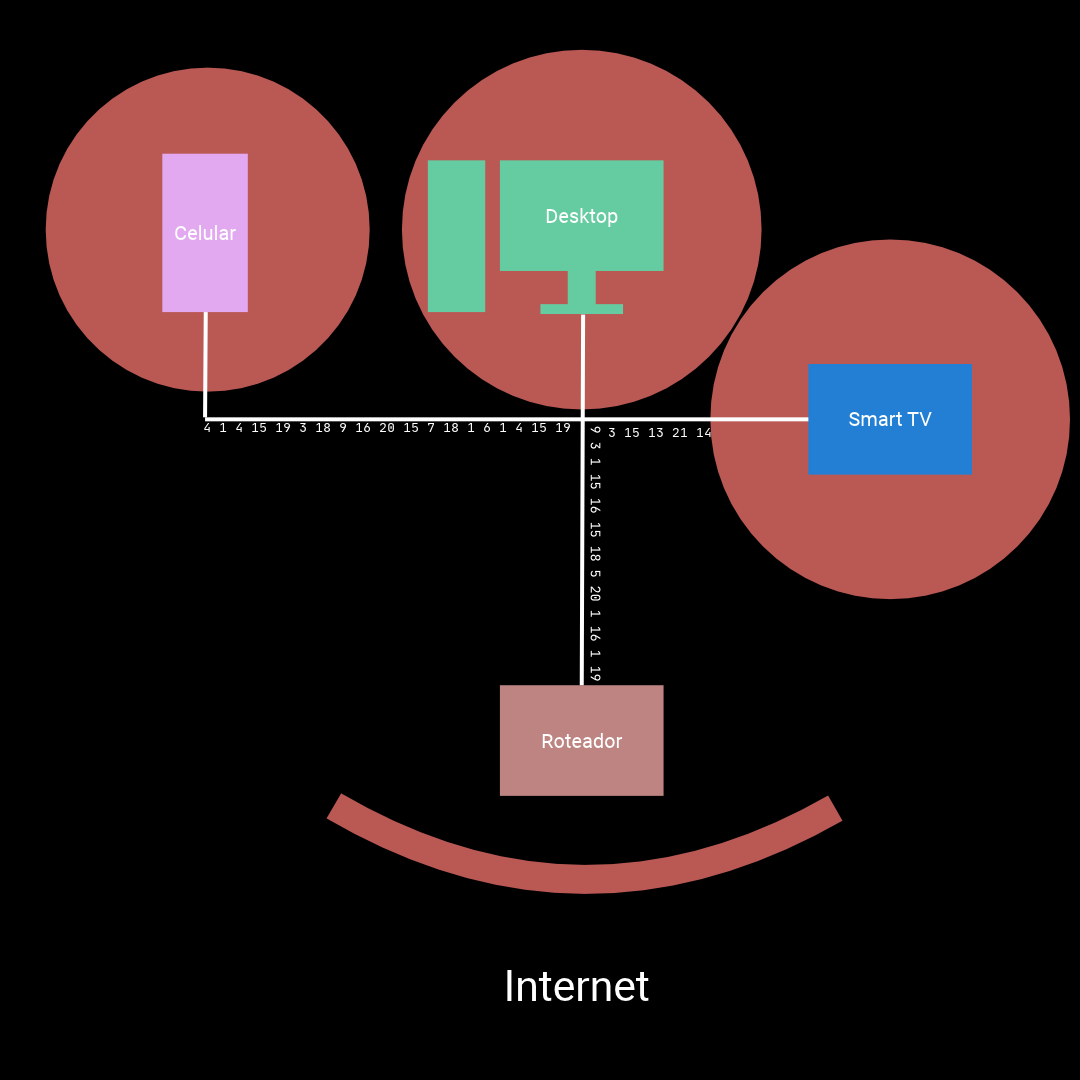 Celular
Desktop
Smart TV
4 1 4 15 19 3 18 9 16 20 15 7 18 1 6 1 4 15 19
3 15 13 21 14
9 3 1 15 16 15 18 5 20 1 16 1 19
Roteador
Internet